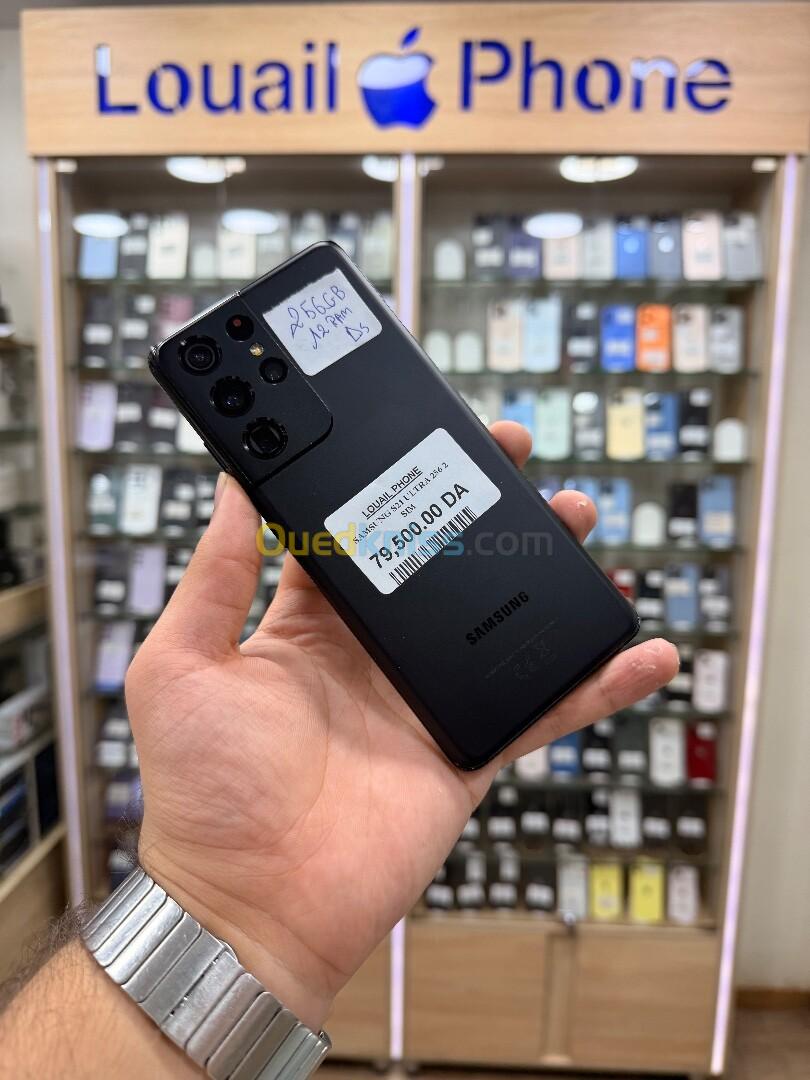 Louail Phone
256GB
12 RAM
DS
LOUAIL PHONE
SAMSUNG S21 ULTRA 256 2
SIM
79,500.00 DA
Ouedkniss.com
SAMSUNG